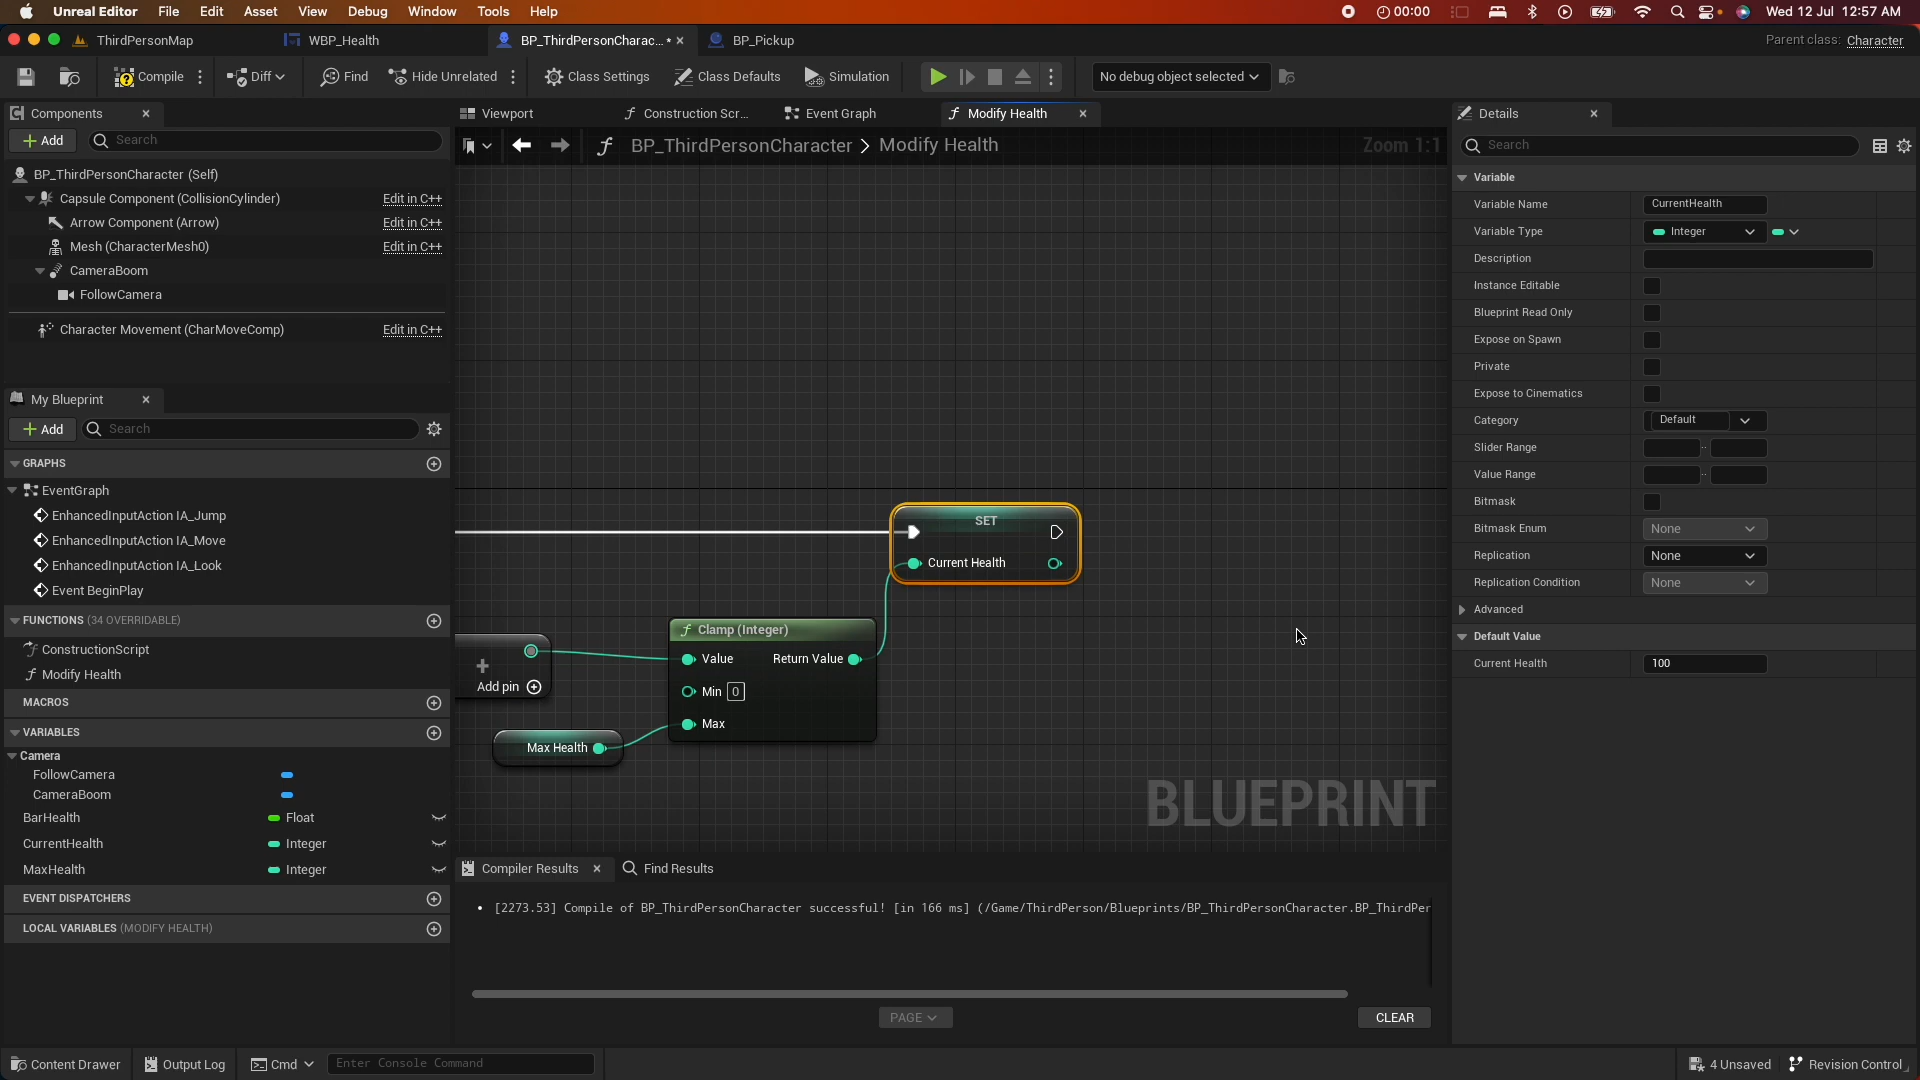 Unreal Editor File Edit Asset View Debug Window Tools Help 00:00 Wed 12 Jul 12:57 AM
ThirdPersonMap WBP_Health BP_ThirdPersonCharac... • BP_Pickup Parent class: Character
Compile Diff Find Hide Unrelated Class Settings Class Defaults Simulation No debug object selected
Components
Add Search
BP_ThirdPersonCharacter (Self)
Capsule Component (CollisionCylinder) Edit in C++
Arrow Component (Arrow) Edit in C++
Mesh (CharacterMesh0) Edit in C++
CameraBoom
FollowCamera
Character Movement (CharMoveComp) Edit in C++
My Blueprint
Add Search
GRAPHS
EventGraph
EnhancedInputAction IA_Jump
EnhancedInputAction IA_Move
EnhancedInputAction IA_Look
Event BeginPlay
FUNCTIONS (34 OVERRIDABLE)
ConstructionScript
Modify Health
MACROS
VARIABLES
Camera
FollowCamera
CameraBoom
BarHealth Float
CurrentHealth Integer
MaxHealth Integer
EVENT DISPATCHERS
LOCAL VARIABLES (MODIFY HEALTH)
Viewport Construction Scr... Event Graph Modify Health
BP_ThirdPersonCharacter > Modify Health Zoom 1:1
SET
Current Health
Clamp (Integer)
Value Return Value
Min 0
Max
Add pin
Max Health
BLUEPRINT
Compiler Results Find Results
• [2273.53] Compile of BP_ThirdPersonCharacter successful! [in 166 ms] (/Game/ThirdPerson/Blueprints/BP_ThirdPersonCharacter.BP_ThirdPer
PAGE CLEAR
Details
Search
Variable
Variable Name CurrentHealth
Variable Type Integer
Description
Instance Editable
Blueprint Read Only
Expose on Spawn
Private
Expose to Cinematics
Category Default
Slider Range
Value Range
Bitmask
Bitmask Enum None
Replication None
Replication Condition None
Advanced
Default Value
Current Health 100
Content Drawer Output Log Cmd Enter Console Command 4 Unsaved Revision Control